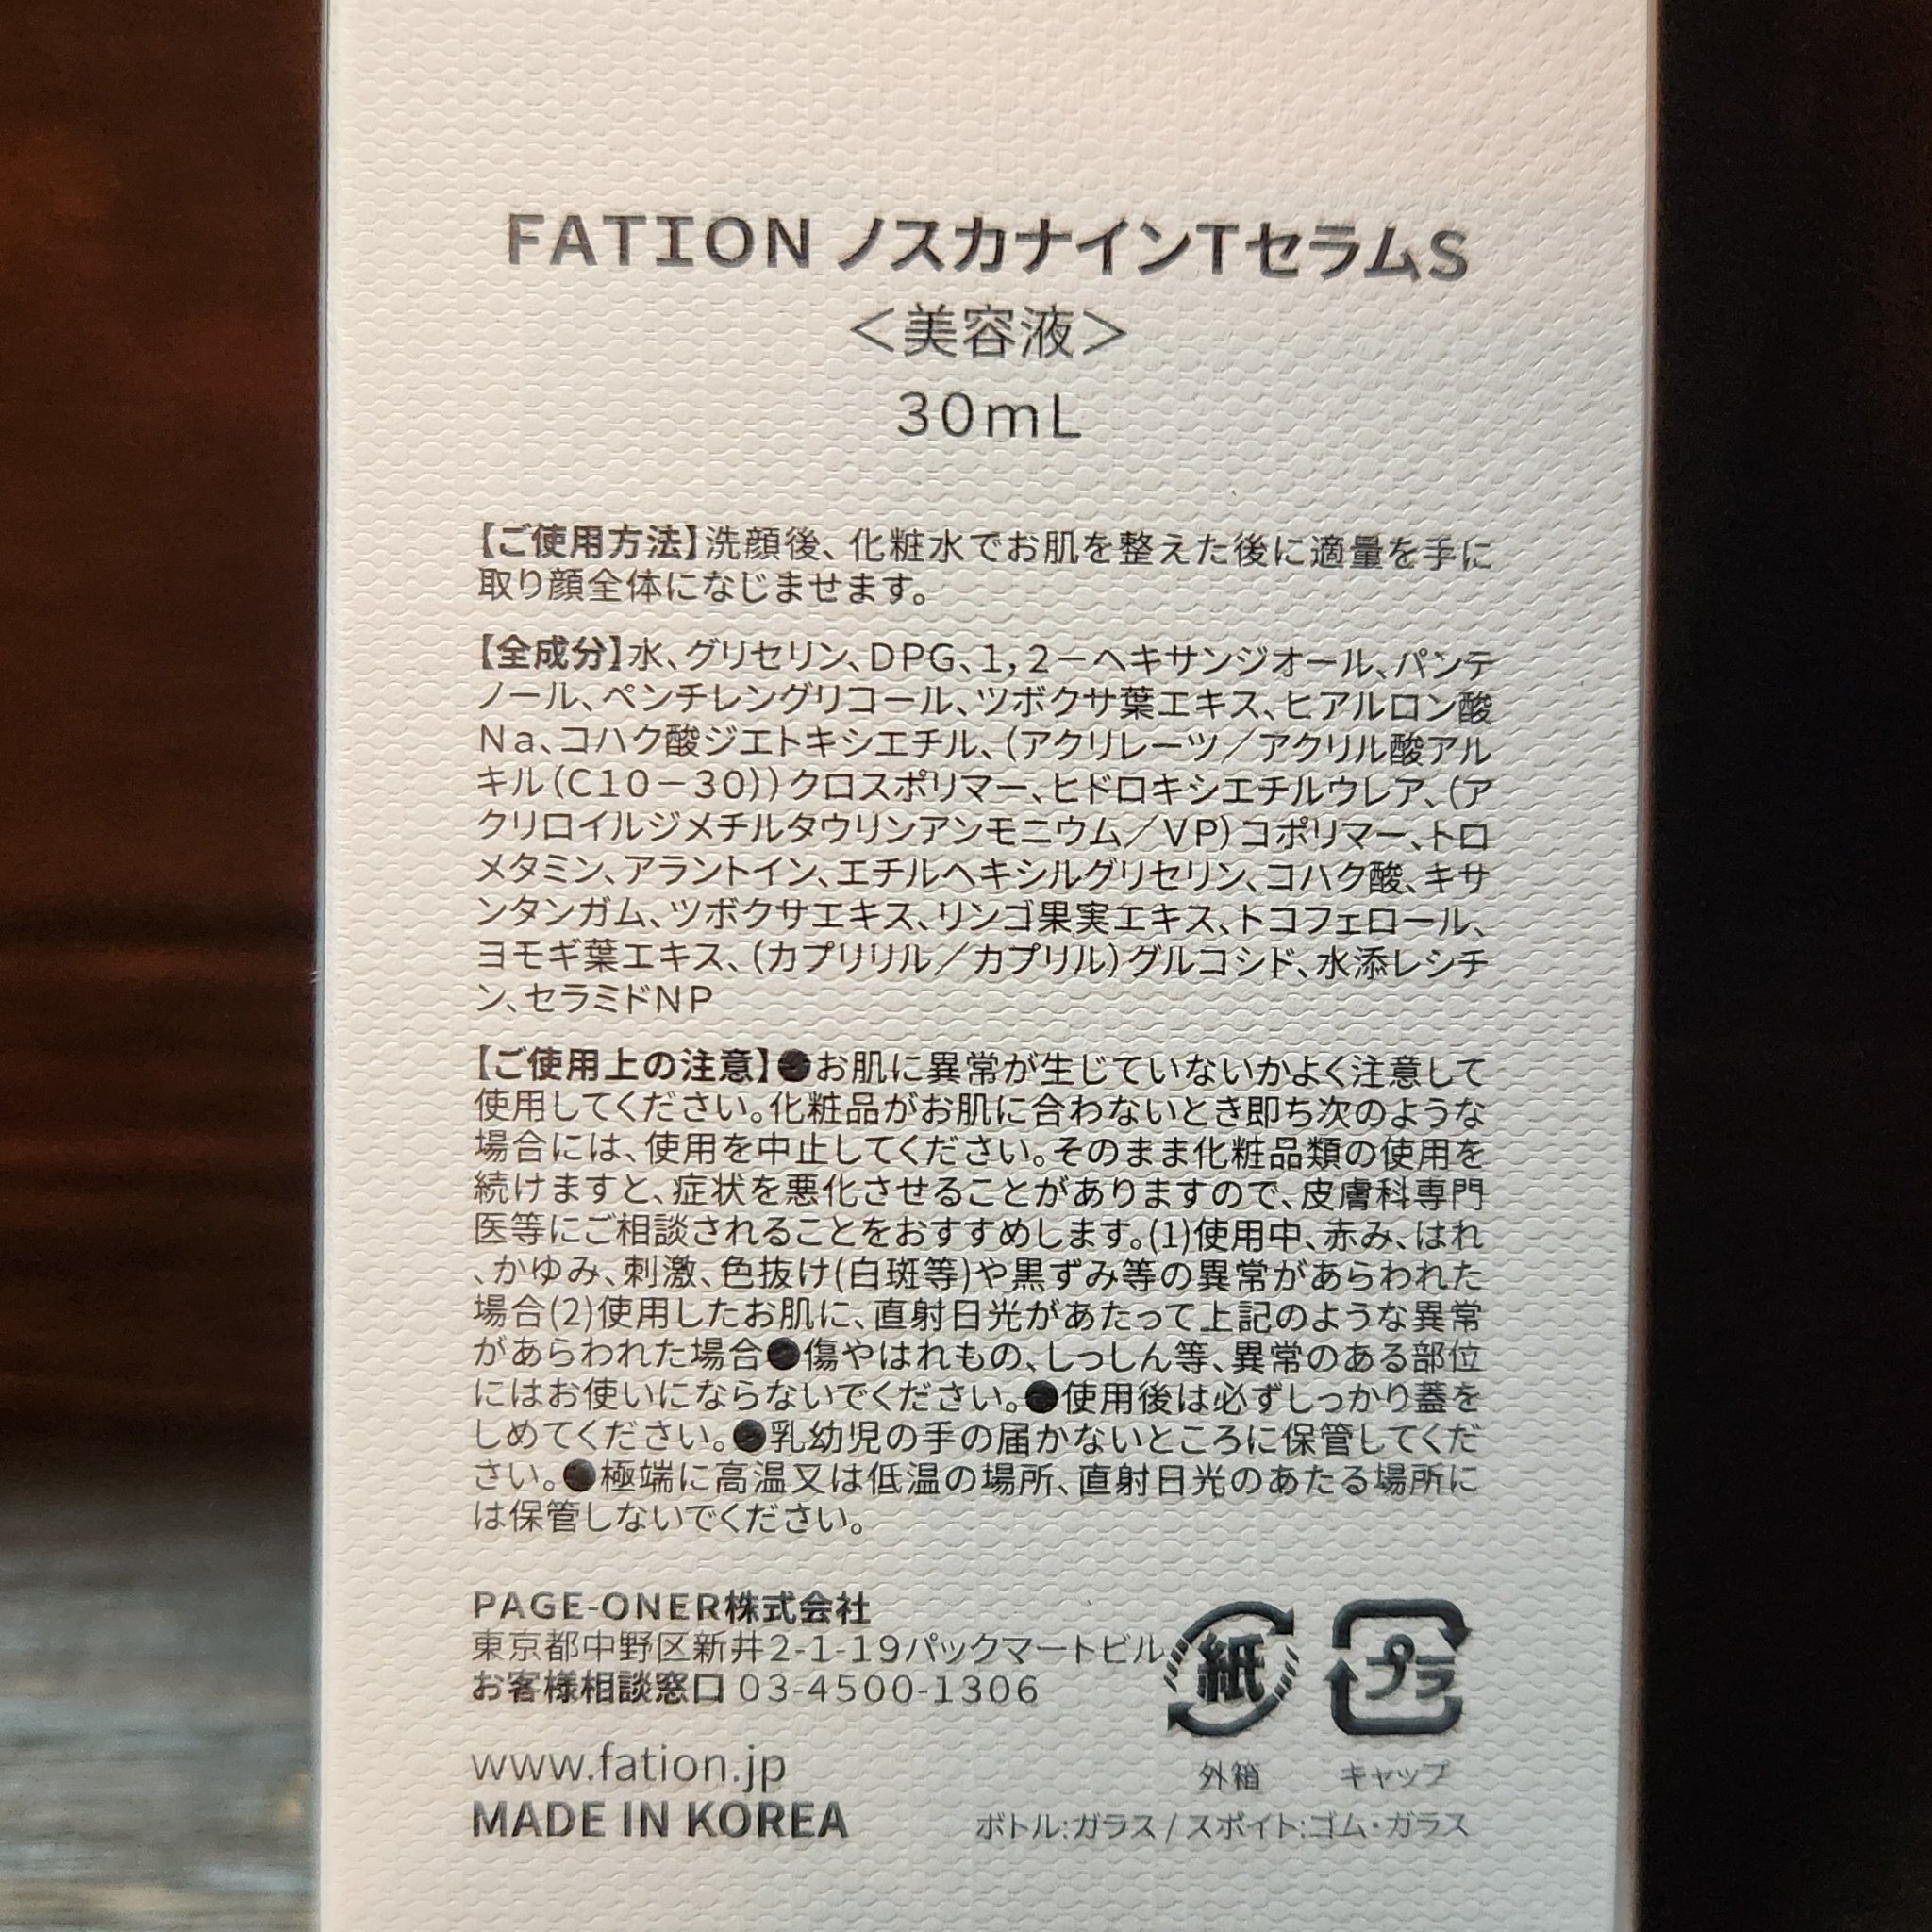 FATION ノスカナインTセラムS
＜美容液＞
30mL
【ご使用方法】洗顔後、化粧水でお肌を整えた後に適量を手に
取り顔全体になじませます。
【全成分】水、グリセリン、DPG、1，2－ヘキサンジオール、パンテ
ノール、ペンチレングリコール、ツボクサ葉エキス、ヒアルロン酸
Na、コハク酸ジエトキシエチル、（アクリレーツ／アクリル酸アル
キル（C10－30））クロスポリマー、ヒドロキシエチルウレア、（ア
クリロイルジメチルタウリンアンモニウム／VP）コポリマー、トロ
メタミン、アラントイン、エチルヘキシルグリセリン、コハク酸、キサ
ンタンガム、ツボクサエキス、リンゴ果実エキス、トコフェロール、
ヨモギ葉エキス、（カプリリル／カプリル）グルコシド、水添レシチ
ン、セラミドNP
【ご使用上の注意】●お肌に異常が生じていないかよく注意して
使用してください。化粧品がお肌に合わないとき即ち次のような
場合には、使用を中止してください。そのまま化粧品類の使用を
続けますと、症状を悪化させることがありますので、皮膚科専門
医等にご相談されることをおすすめします。(1)使用中、赤み、はれ
、かゆみ、刺激、色抜け(白斑等)や黒ずみ等の異常があらわれた
場合(2)使用したお肌に、直射日光があたって上記のような異常
があらわれた場合●傷やはれもの、しっしん等、異常のある部位
にはお使いにならないでください。●使用後は必ずしっかり蓋を
しめてください。●乳幼児の手の届かないところに保管してくだ
さい。●極端に高温又は低温の場所、直射日光のあたる場所に
は保管しないでください。
PAGE-ONER株式会社
東京都中野区新井2-1-19パックマートビル
お客様相談窓口 03-4500-1306
www.fation.jp
MADE IN KOREA
紙
プラ
外箱
キャップ
ボトル:ガラス / スポイト:ゴム・ガラス